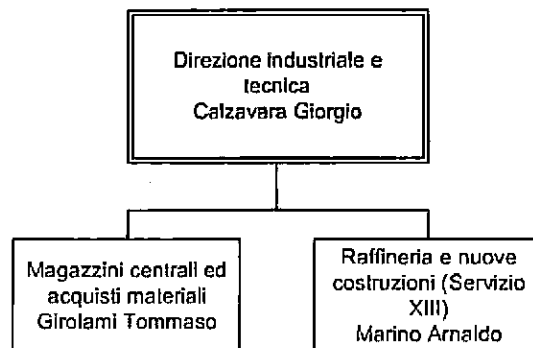 Direzione industriale e
tecnica
Calzavara Giorgio
Magazzini centrali ed
acquisti materiali
Girolami Tommaso
Raffineria e nuove
costruzioni (Servizio
XIII)
Marino Arnaldo